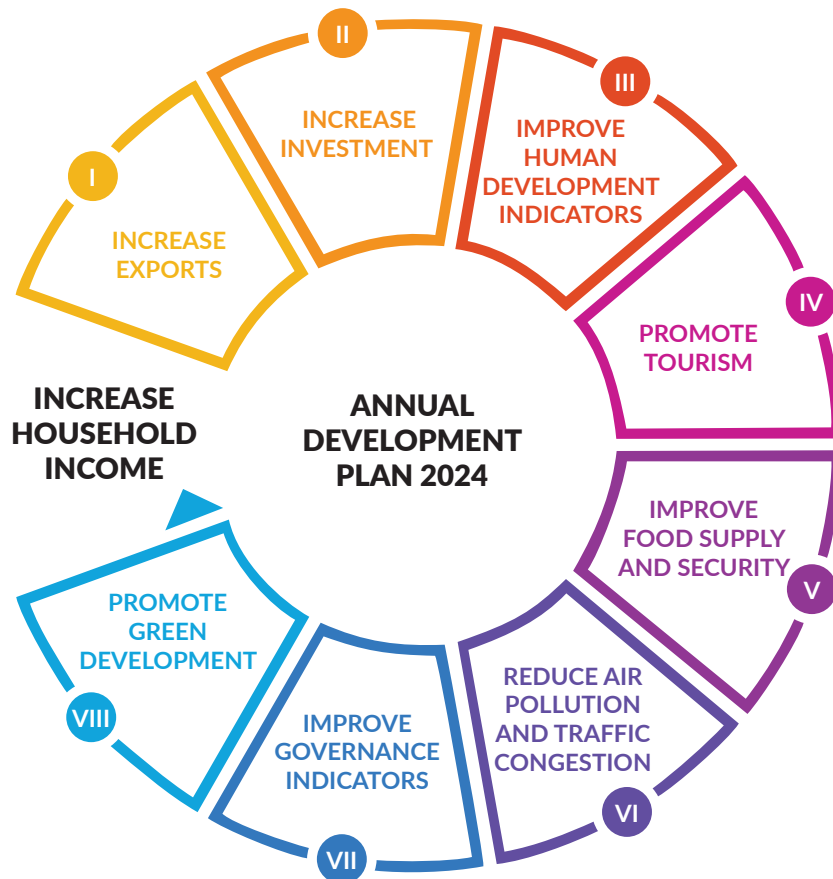 II
INCREASE
INVESTMENT
III
IMPROVE
HUMAN
DEVELOPMENT
INDICATORS
I
INCREASE
EXPORTS
IV
PROMOTE
TOURISM
INCREASE
HOUSEHOLD
INCOME
ANNUAL
DEVELOPMENT
PLAN 2024
IMPROVE
FOOD SUPPLY
AND SECURITY
V
PROMOTE
GREEN
DEVELOPMENT
VIII
IMPROVE
GOVERNANCE
INDICATORS
VII
REDUCE AIR
POLLUTION
AND TRAFFIC
CONGESTION
VI